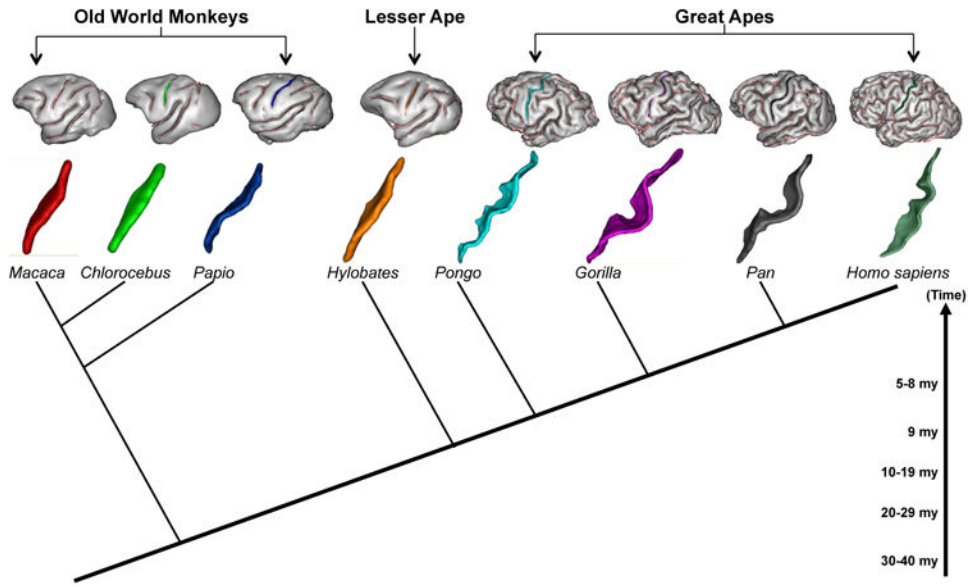 Old World Monkeys
Lesser Ape
Great Apes
Macaca
Chlorocebus
Papio
Hylobates
Pongo
Gorilla
Pan
Homo sapiens
(Time)
5-8 my
9 my
10-19 my
20-29 my
30-40 my